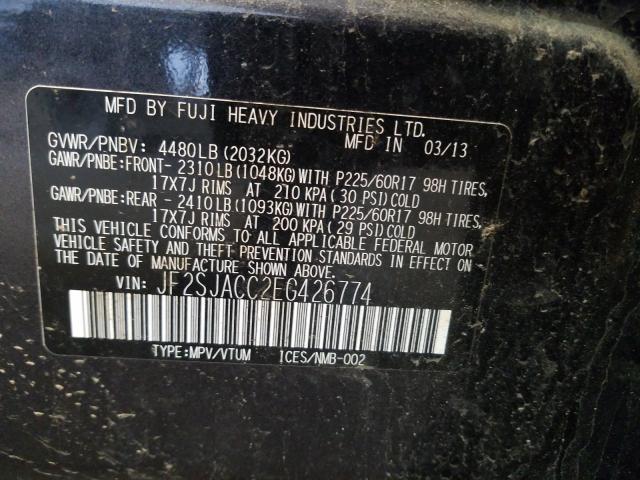 MFD BY FUJI HEAVY INDUSTRIES LTD.
MFD IN 03/13
GVWR/PNBV: 4480LB (2032KG)
GAWR/PNBE:FRONT- 2310LB (1048KG) WITH P225/60R17 98H TIRES,
17X7J RIMS AT 210 KPA (30 PSI) COLD
GAWR/PNBE:REAR - 2410LB (1093KG) WITH P225/60R17 98H TIRES,
17X7J RIMS AT 200 KPA (29 PSI) COLD
THIS VEHICLE CONFORMS TO ALL APPLICABLE FEDERAL MOTOR
VEHICLE SAFETY AND THEFT PREVENTION STANDARDS IN EFFECT ON
THE DATE OF MANUFACTURE SHOWN ABOVE.
VIN: JF2SJACC2EG426774
TYPE:MPV/VTUM ICES/NMB-002